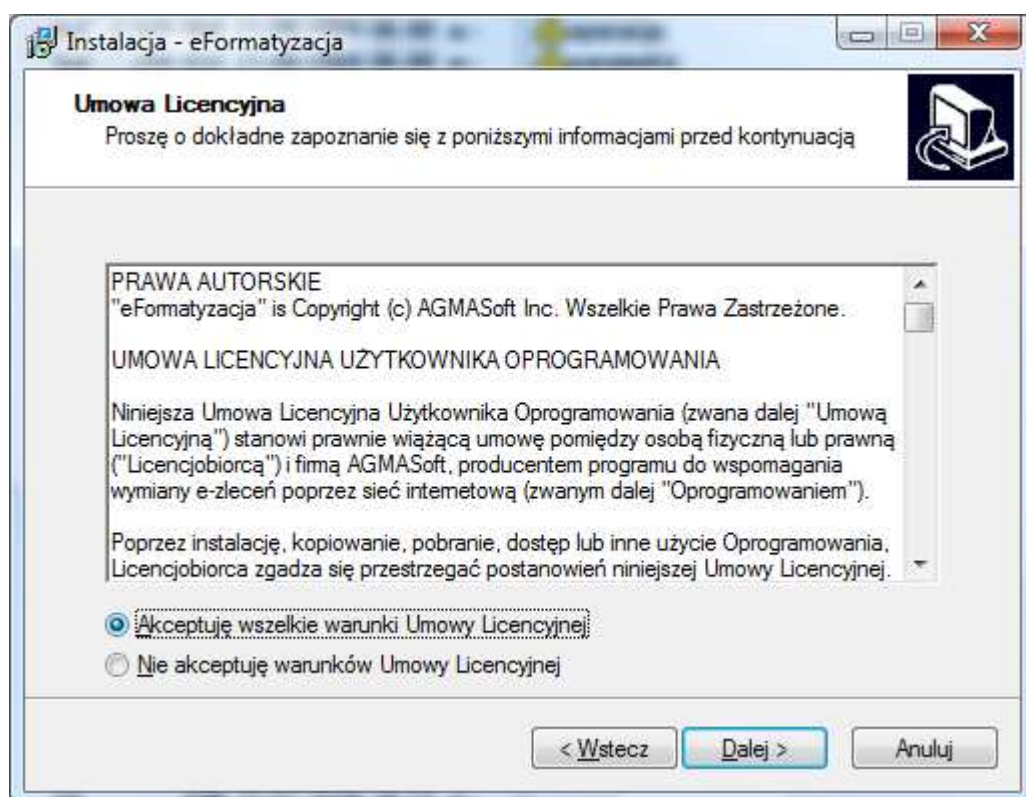 Instalacja - eFormatyzacja
Umowa Licencyjna
Proszę o dokładne zapoznanie się z poniższymi informacjami przed kontynuacją
PRAWA AUTORSKIE
"eFormatyzacja" is Copyright (c) AGMASoft Inc. Wszelkie Prawa Zastrzeżone.
UMOWA LICENCYJNA UŻYTKOWNIKA OPROGRAMOWANIA
Niniejsza Umowa Licencyjna Użytkownika Oprogramowania (zwana dalej "Umową
Licencyjną") stanowi prawnie wiążącą umowę pomiędzy osobą fizyczną lub prawną
("Licencjobiorcą") i firmą AGMASoft, producentem programu do wspomagania
wymiany e-zleceń poprzez sieć internetową (zwanym dalej "Oprogramowaniem").
Poprzez instalację, kopiowanie, pobranie, dostęp lub inne użycie Oprogramowania,
Licencjobiorca zgadza się przestrzegać postanowień niniejszej Umowy Licencyjnej.
Akceptuję wszelkie warunki Umowy Licencyjnej
Nie akceptuję warunków Umowy Licencyjnej
< Wstecz Dalej > Anuluj